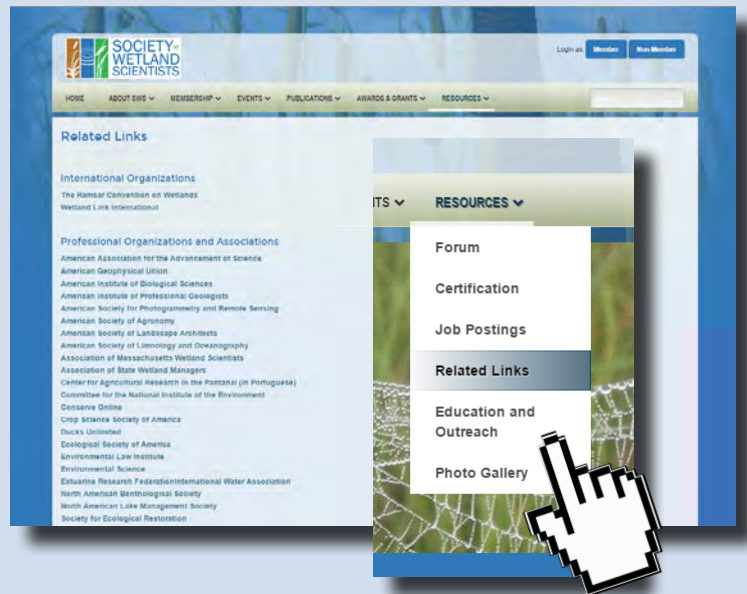 SOCIETY of
WETLAND
SCIENTISTS
Login as: Member Non-Member
HOME ABOUT SWS MEMBERSHIP EVENTS PUBLICATIONS AWARDS & GRANTS RESOURCES
Related Links
International Organizations
The Ramsar Convention on Wetlands
Wetland Link International
Professional Organizations and Associations
American Association for the Advancement of Science
American Geophysical Union
American Institute of Biological Sciences
American Institute of Professional Geologists
American Society for Photogrammetry and Remote Sensing
American Society of Agronomy
American Society of Landscape Architects
American Society of Limnology and Oceanography
Association of Massachusetts Wetland Scientists
Association of State Wetland Managers
Center for Agricultural Research in the Pantanal (in Portuguese)
Committee for the National Institute of the Environment
Conserve Online
Crop Science Society of America
Ducks Unlimited
Ecological Society of America
Environmental Law Institute
Environmental Science
Estuarine Research FederationInternational Water Association
North American Benthological Society
North American Lake Management Society
Society for Ecological Restoration
TS RESOURCES
Forum
Certification
Job Postings
Related Links
Education and
Outreach
Photo Gallery